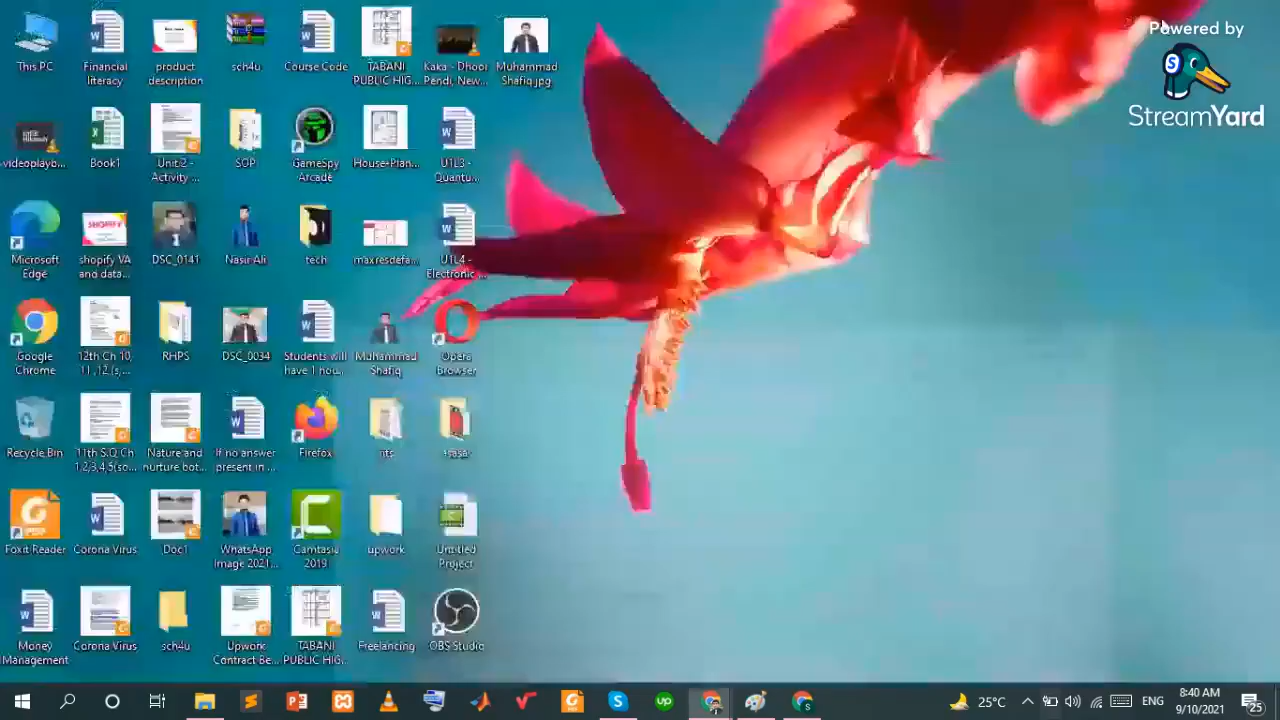 Powered by
StreamYard
This PC
Financial
literacy
product
description
sch4u
Course Code
TABANI
PUBLIC HIG...
Kaka - Dhool
Pendi, New...
Muhammad
Shafiq.jpg
videoplayb...
Book1
Unit 2 -
Activity ...
SOP
GameSpy
Arcade
House-Plan...
U1L3 -
Quantu...
Microsoft
Edge
SHOPIFY
shopify VA
and data...
DSC_0141
Nasir Ali
tech
maxresdefa...
U1L4 -
Electronic ...
Google
Chrome
12th Ch 10,
11 ,12,(s,...
RHPS
DSC_0034
Students will
have 1 hou...
Muhammad
Shafiq
Opera
Browser
Recycle Bin
11th S.Q Ch
1,2,3,4,5(so...
Nature and
nurture bot...
If no answer
present in ...
Firefox
nts
Foxit Reader
Corona Virus
Doc1
WhatsApp
Image 2021...
Camtasia
2019
upwork
Untitled
Project
Money
Management
Corona Virus
sch4u
Upwork
Contract Be...
TABANI
PUBLIC HIG...
Freelancing
OBS Studio
25°C
ENG
8:40 AM
9/10/2021
25